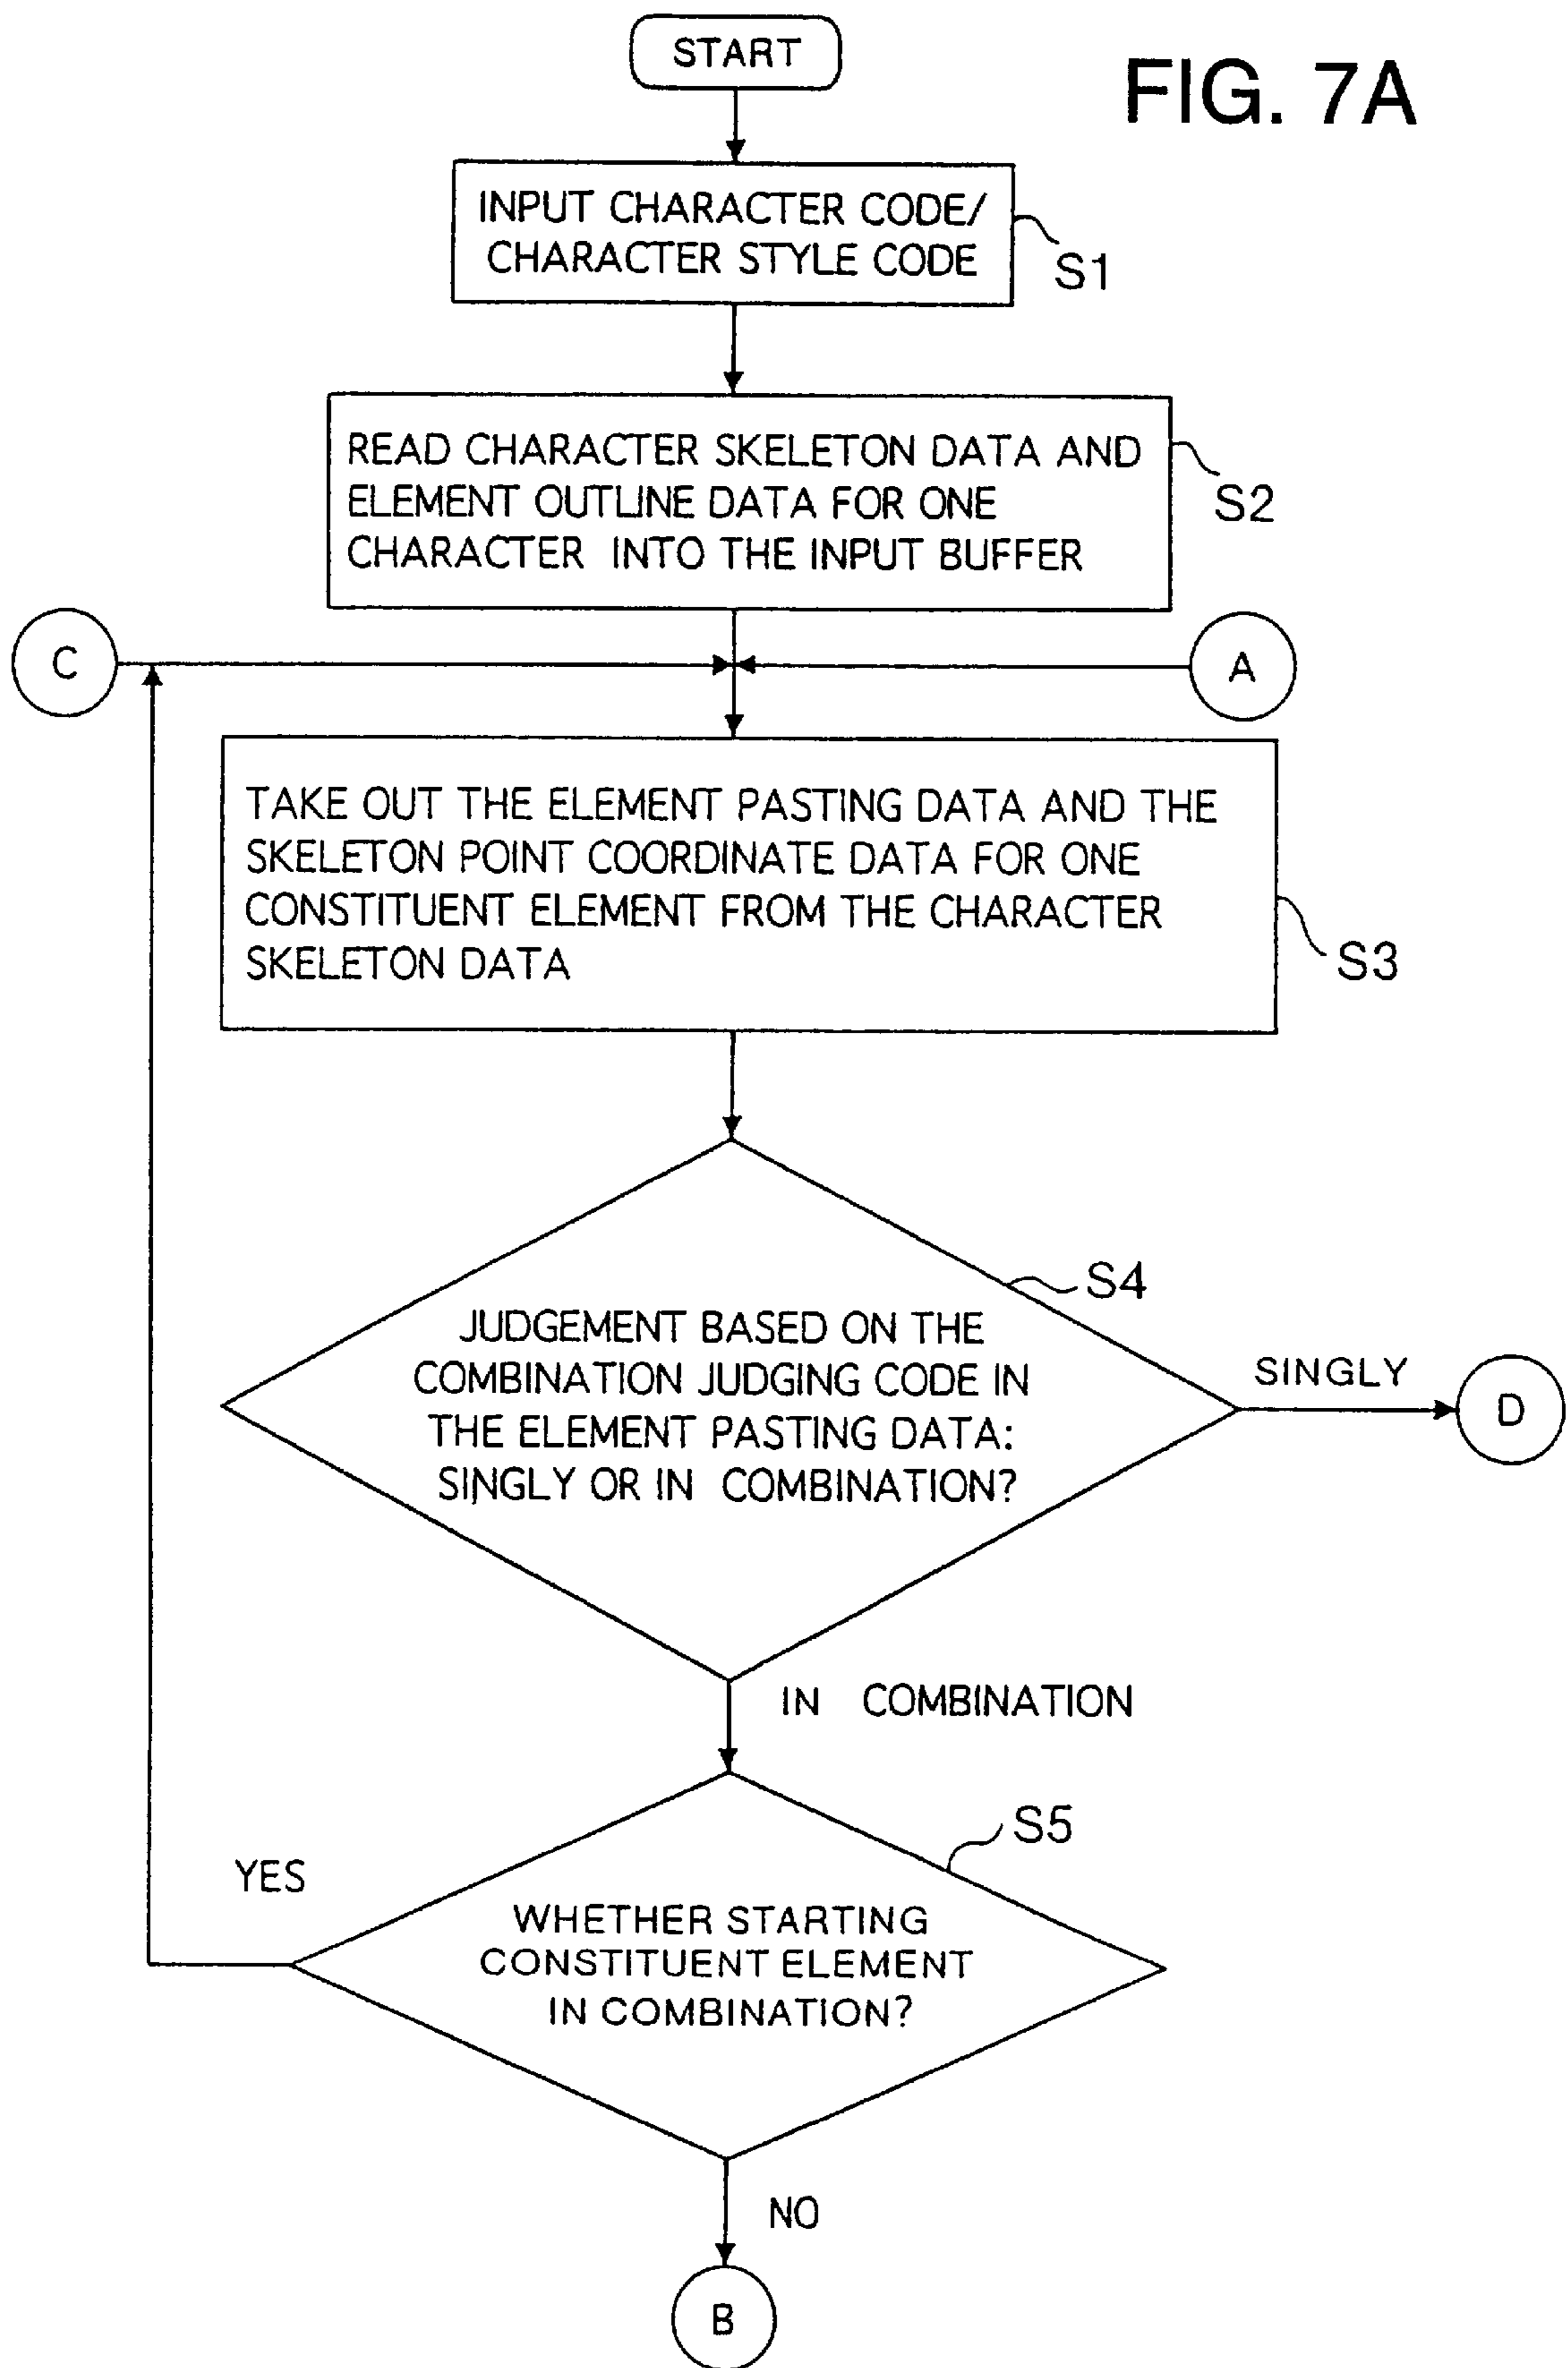 START
FIG. 7A
INPUT CHARACTER CODE/
CHARACTER STYLE CODE
S1
READ CHARACTER SKELETON DATA AND
ELEMENT OUTLINE DATA FOR ONE
CHARACTER INTO THE INPUT BUFFER
S2
C
A
TAKE OUT THE ELEMENT PASTING DATA AND THE
SKELETON POINT COORDINATE DATA FOR ONE
CONSTITUENT ELEMENT FROM THE CHARACTER
SKELETON DATA
S3
S4
JUDGEMENT BASED ON THE
COMBINATION JUDGING CODE IN
THE ELEMENT PASTING DATA:
SINGLY OR IN COMBINATION?
SINGLY
D
IN COMBINATION
S5
YES
WHETHER STARTING
CONSTITUENT ELEMENT
IN COMBINATION?
NO
B